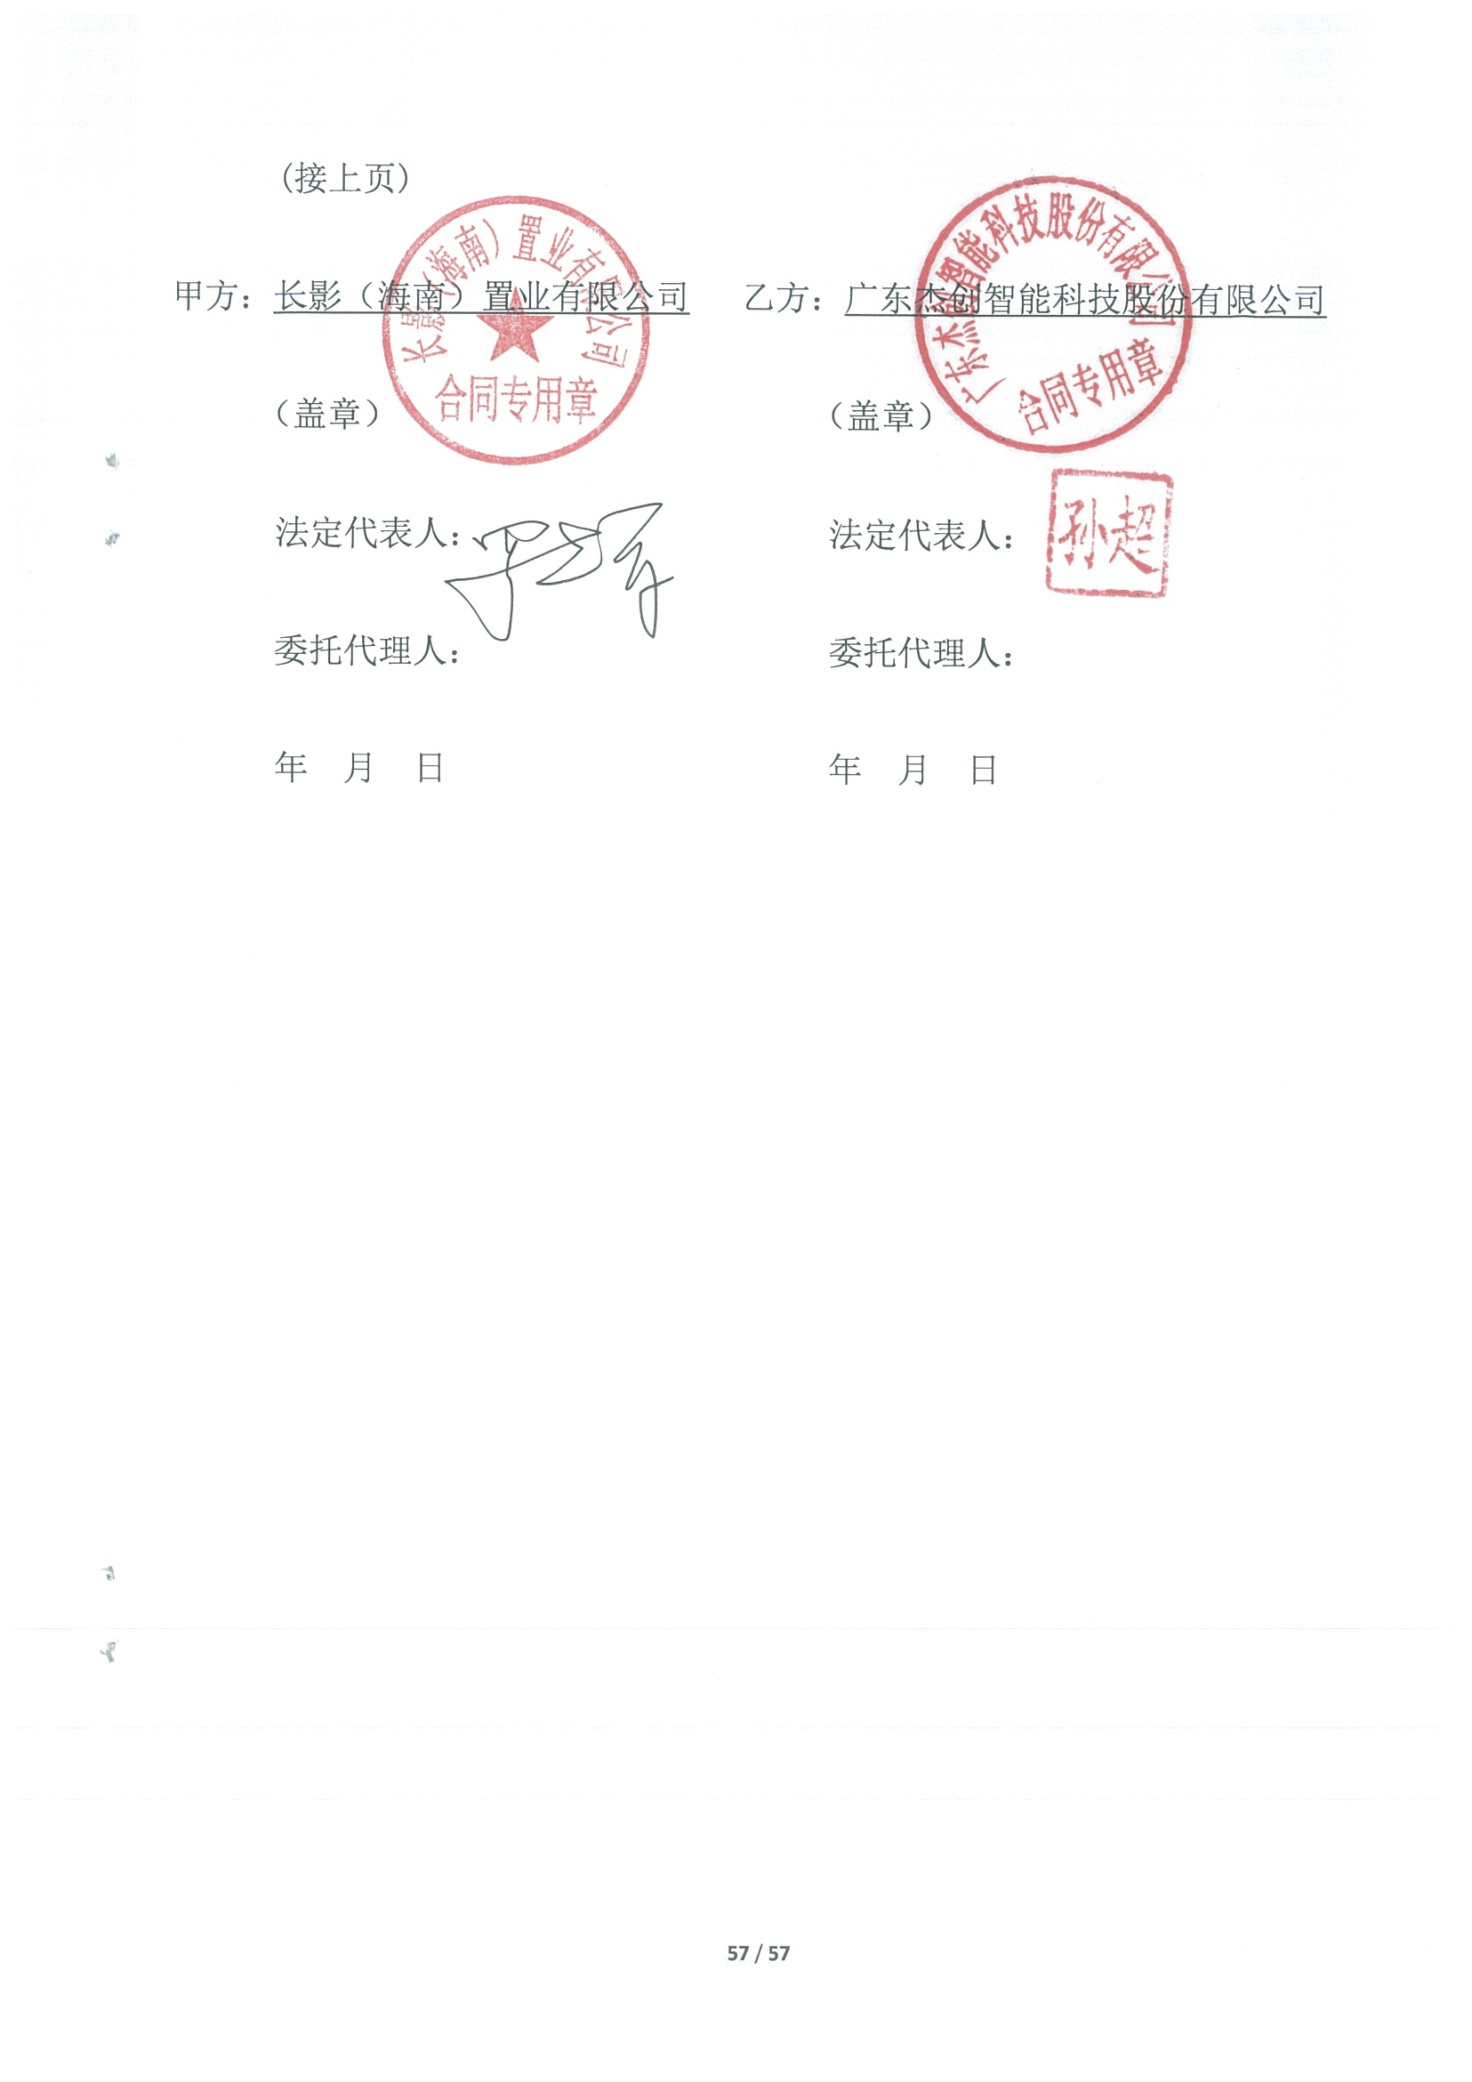 (接上页)
甲方：长影（海南）置业有限公司
乙方：广东杰创智能科技股份有限公司
长影（海南）置业有限公司
合同专用章
广东杰创智能科技股份有限公司
合同专用章
（盖章）
（盖章）
法定代表人：
法定代表人：
孙超
委托代理人：
委托代理人：
年 月 日
年 月 日
57 / 57